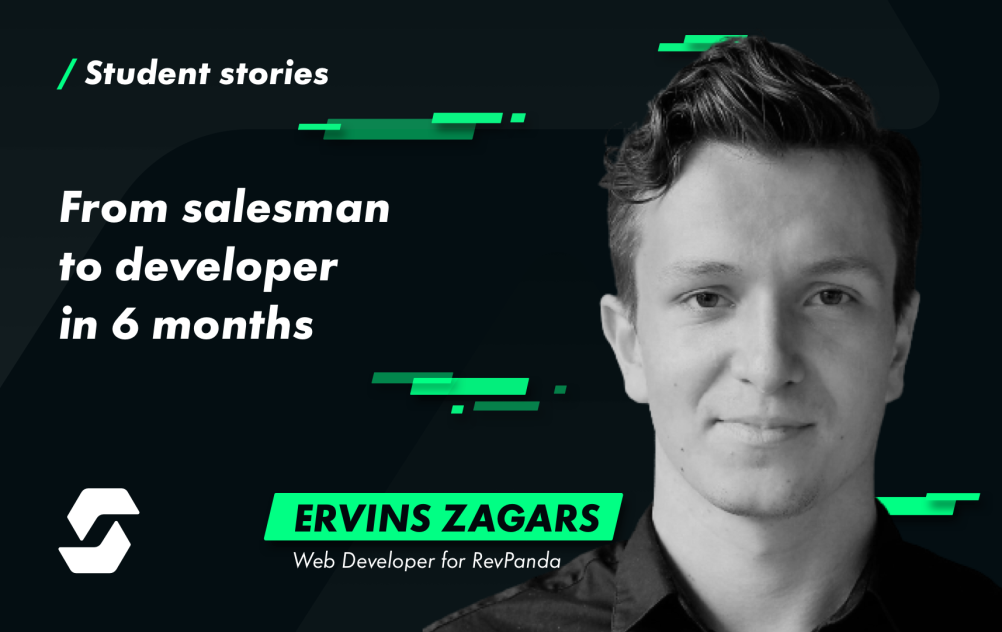 / Student stories
From salesman
to developer
in 6 months
ERVINS ZAGARS
Web Developer for RevPanda